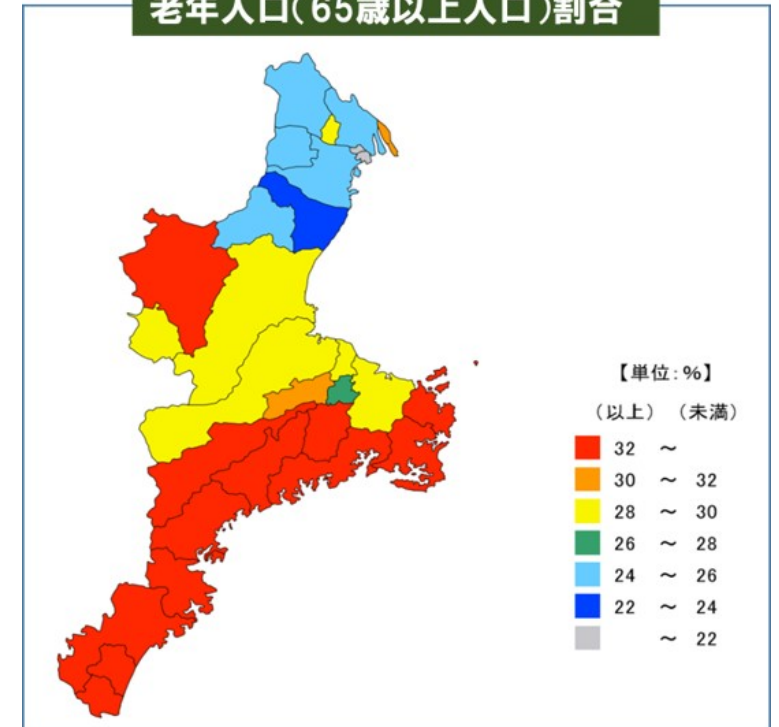 老年人口(65歳以上人口)割合
【単位:%】
(以上) (未満)
32 ～
30 ～ 32
28 ～ 30
26 ～ 28
24 ～ 26
22 ～ 24
～ 22